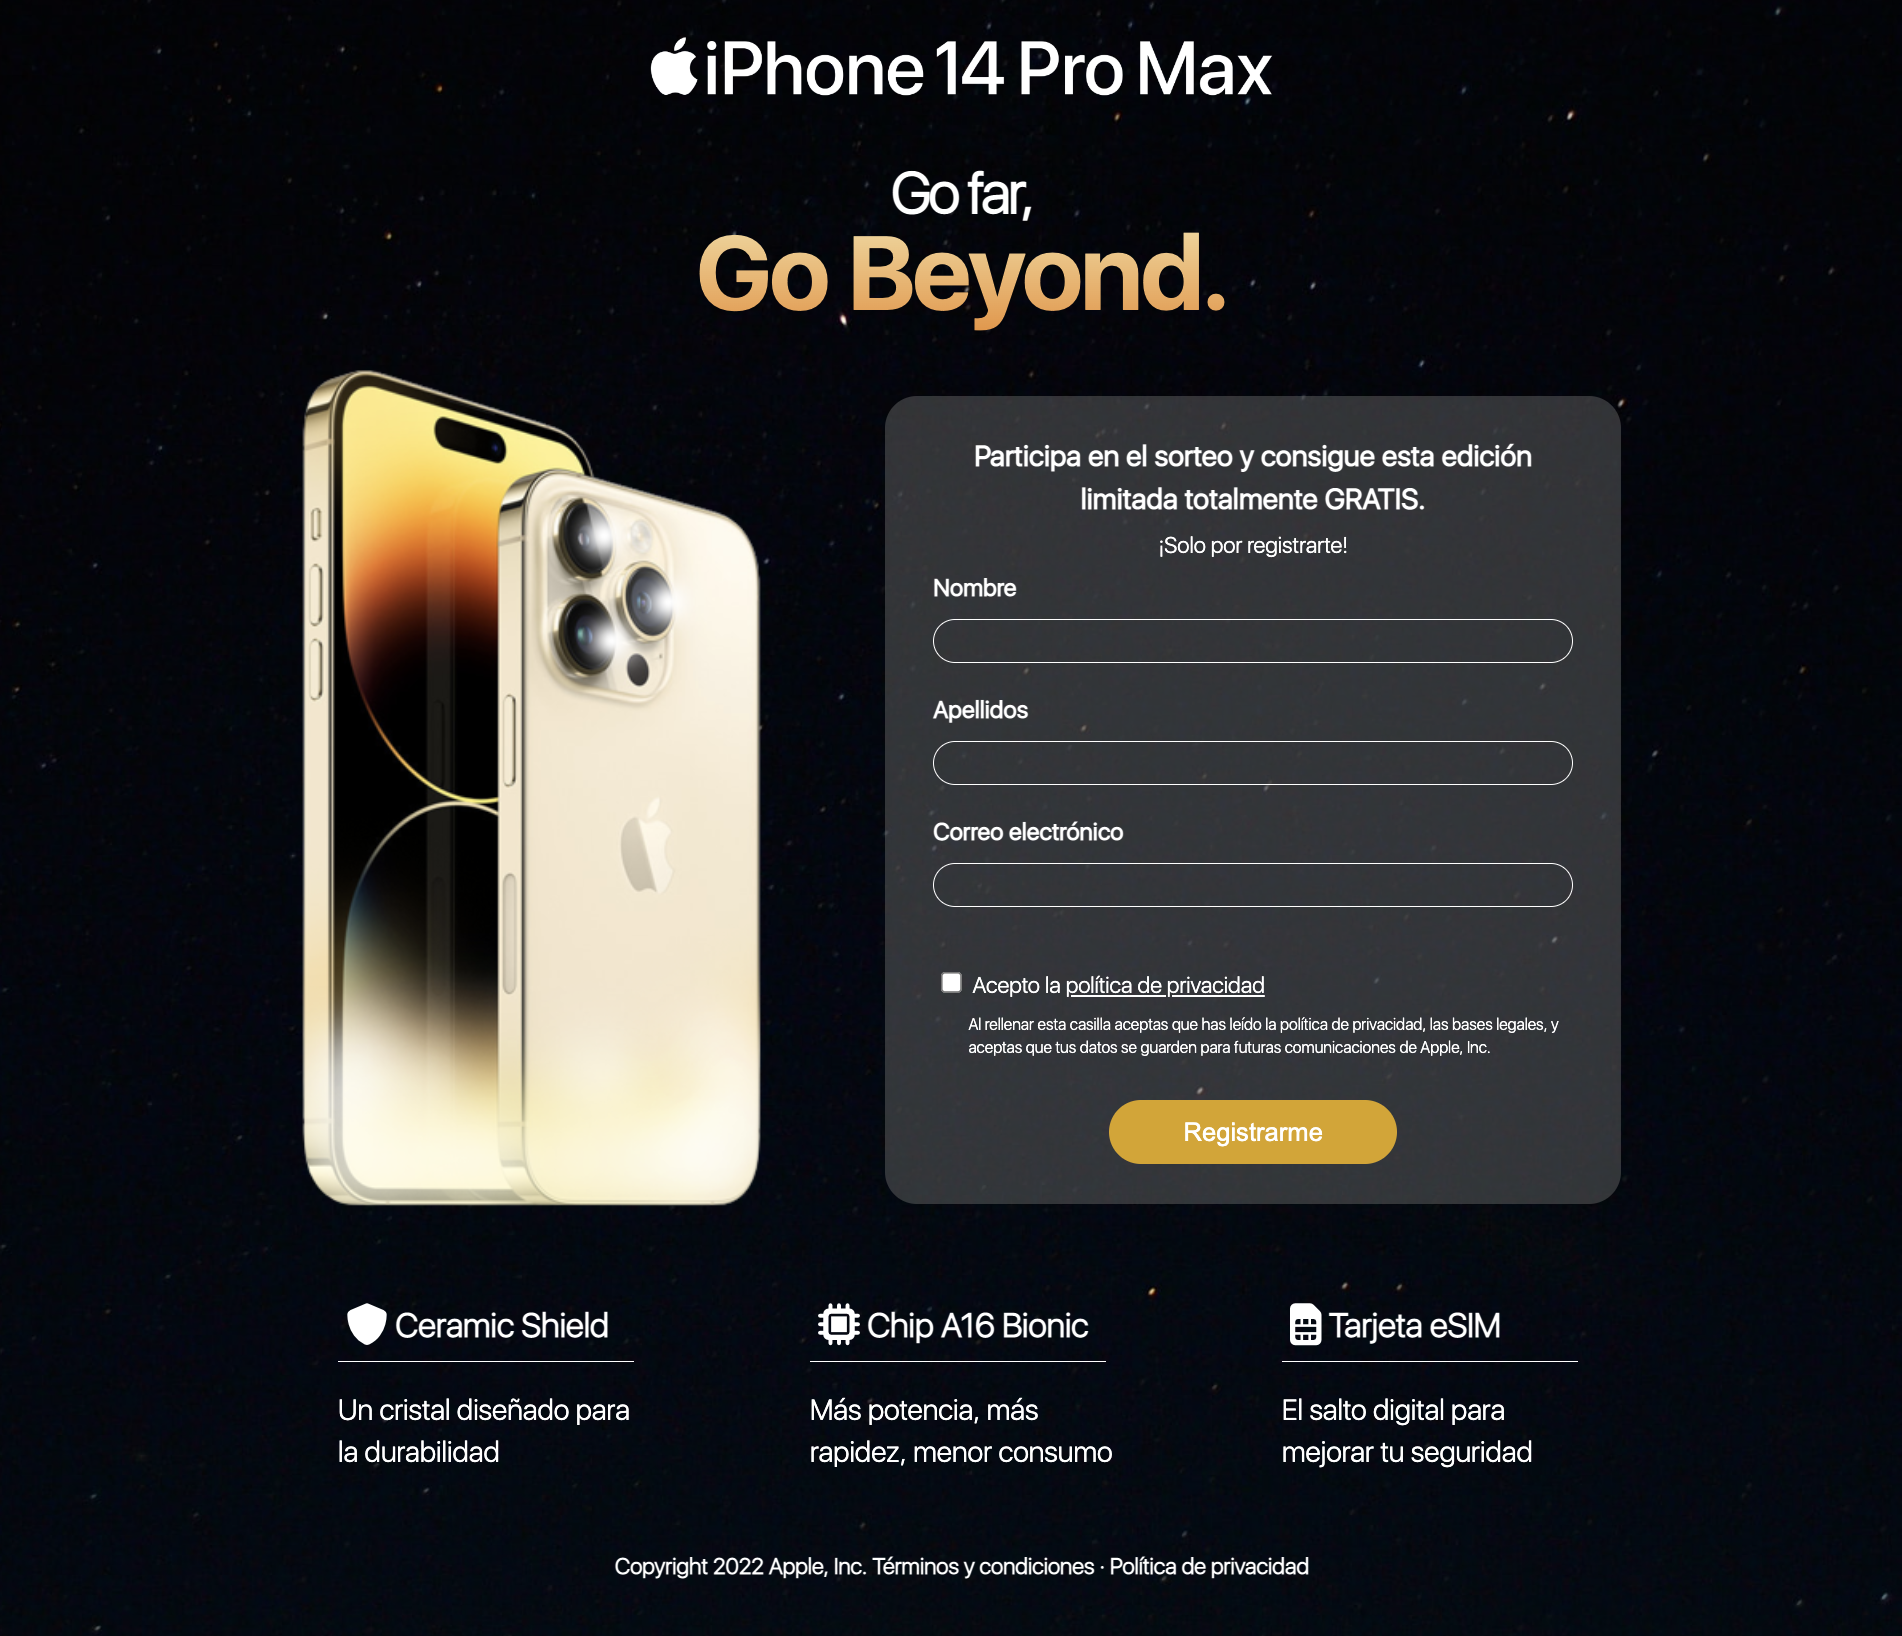 iPhone 14 Pro Max
Go far,
Go Beyond.
Participa en el sorteo y consigue esta edición
limitada totalmente GRATIS.
¡Solo por registrarte!
Nombre
Apellidos
Correo electrónico
Acepto la política de privacidad
Al rellenar esta casilla aceptas que has leído la política de privacidad, las bases legales, y
aceptas que tus datos se guarden para futuras comunicaciones de Apple, Inc.
Registrarme
Ceramic Shield
Un cristal diseñado para
la durabilidad
Chip A16 Bionic
Más potencia, más
rapidez, menor consumo
Tarjeta eSIM
El salto digital para
mejorar tu seguridad
Copyright 2022 Apple, Inc. Términos y condiciones · Política de privacidad